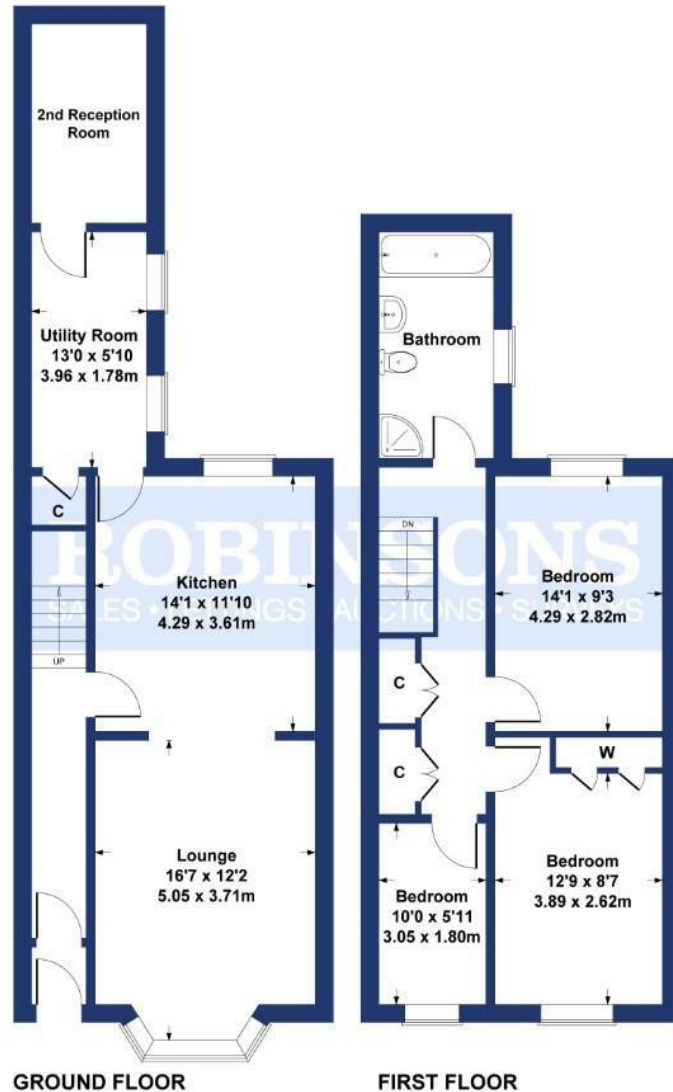 2nd Reception
Room
Utility Room
13'0 x 5'10
3.96 x 1.78m
C
Kitchen
14'1 x 11'10
4.29 x 3.61m
UP
Lounge
16'7 x 12'2
5.05 x 3.71m
GROUND FLOOR
Bathroom
DN
Bedroom
14'1 x 9'3
4.29 x 2.82m
C
C
W
Bedroom
12'9 x 8'7
3.89 x 2.62m
Bedroom
10'0 x 5'11
3.05 x 1.80m
FIRST FLOOR
ROBINSONS
SALES • LETTINGS • AUCTIONS • SURVEYS